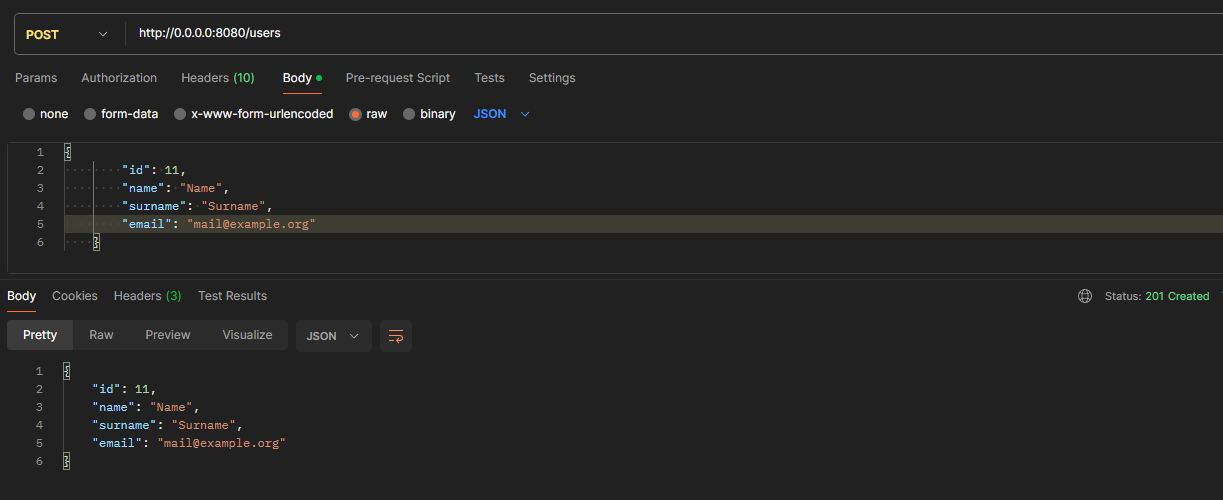 POST http://0.0.0.0:8080/users
Params Authorization Headers (10) Body Pre-request Script Tests Settings
none form-data x-www-form-urlencoded raw binary JSON
1 {
2 "id": 11,
3 "name": "Name",
4 "surname": "Surname",
5 "email": "mail@example.org"
6 }
Body Cookies Headers (3) Test Results Status: 201 Created
Pretty Raw Preview Visualize JSON
1 {
2 "id": 11,
3 "name": "Name",
4 "surname": "Surname",
5 "email": "mail@example.org"
6 }